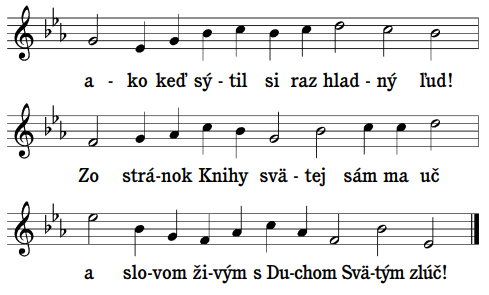 a - ko keď sý - til si raz hlad - ný ľud!
Zo strá-nok Knihy svä - tej sám ma uč
a slo-vom ži-vým s Du-chom Svä-tým zlúč!